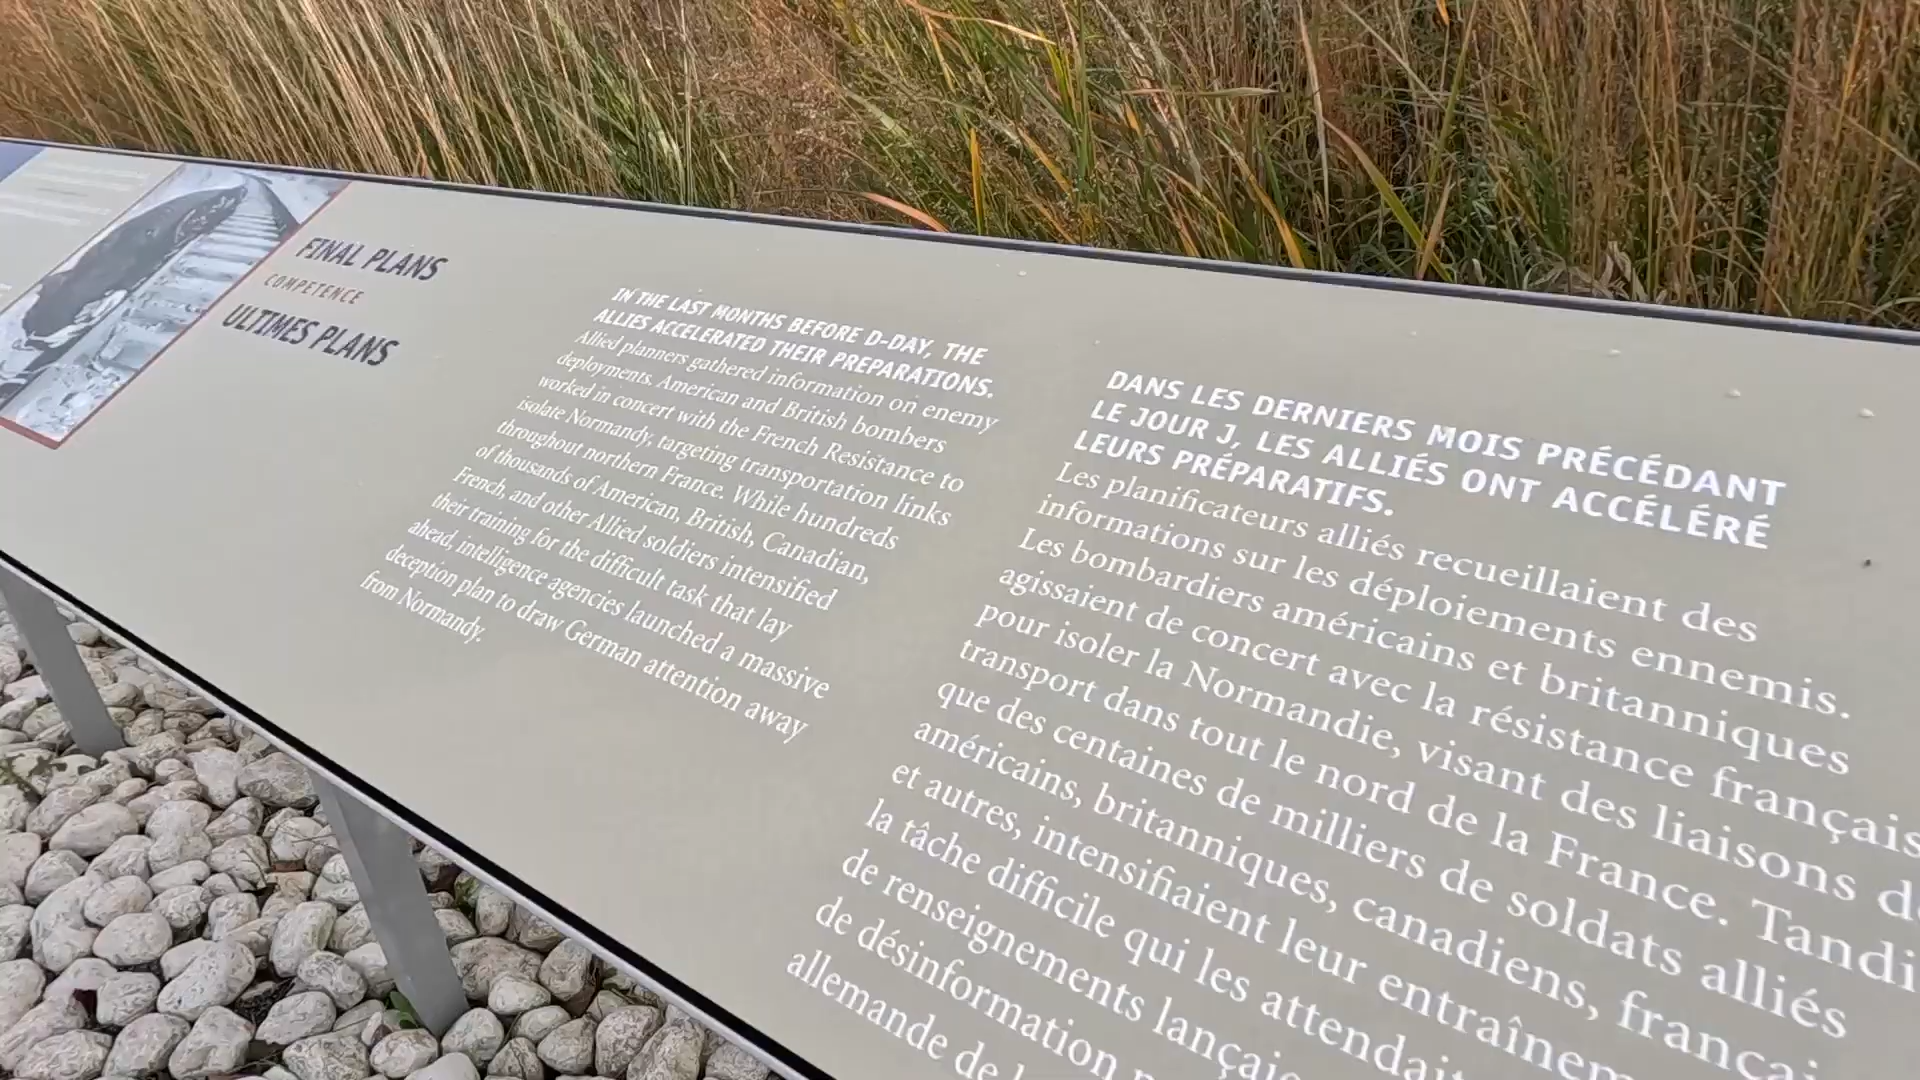 FINAL PLANS
COMPETENCE
ULTIMES PLANS
IN THE LAST MONTHS BEFORE D-DAY, THE
ALLIES ACCELERATED THEIR PREPARATIONS.
Allied planners gathered information on enemy
deployments. American and British bombers
worked in concert with the French Resistance to
isolate Normandy, targeting transportation links
throughout northern France. While hundreds
of thousands of American, British, Canadian,
French, and other Allied soldiers intensified
their training for the difficult task that lay
ahead, intelligence agencies launched a massive
deception plan to draw German attention away
from Normandy.
DANS LES DERNIERS MOIS PRÉCÉDANT
LE JOUR J, LES ALLIÉS ONT ACCÉLÉRÉ
LEURS PRÉPARATIFS.
Les planificateurs alliés recueillaient des
informations sur les déploiements ennemis.
Les bombardiers américains et britanniques
agissaient de concert avec la résistance français
pour isoler la Normandie, visant des liaisons d
transport dans tout le nord de la France. Tandi
que des centaines de milliers de soldats alliés
américains, britanniques, canadiens, françai
et autres, intensifiaient leur entraînem
la tâche difficile qui les attendait
de renseignements lançaie
de désinformation
allemande de l